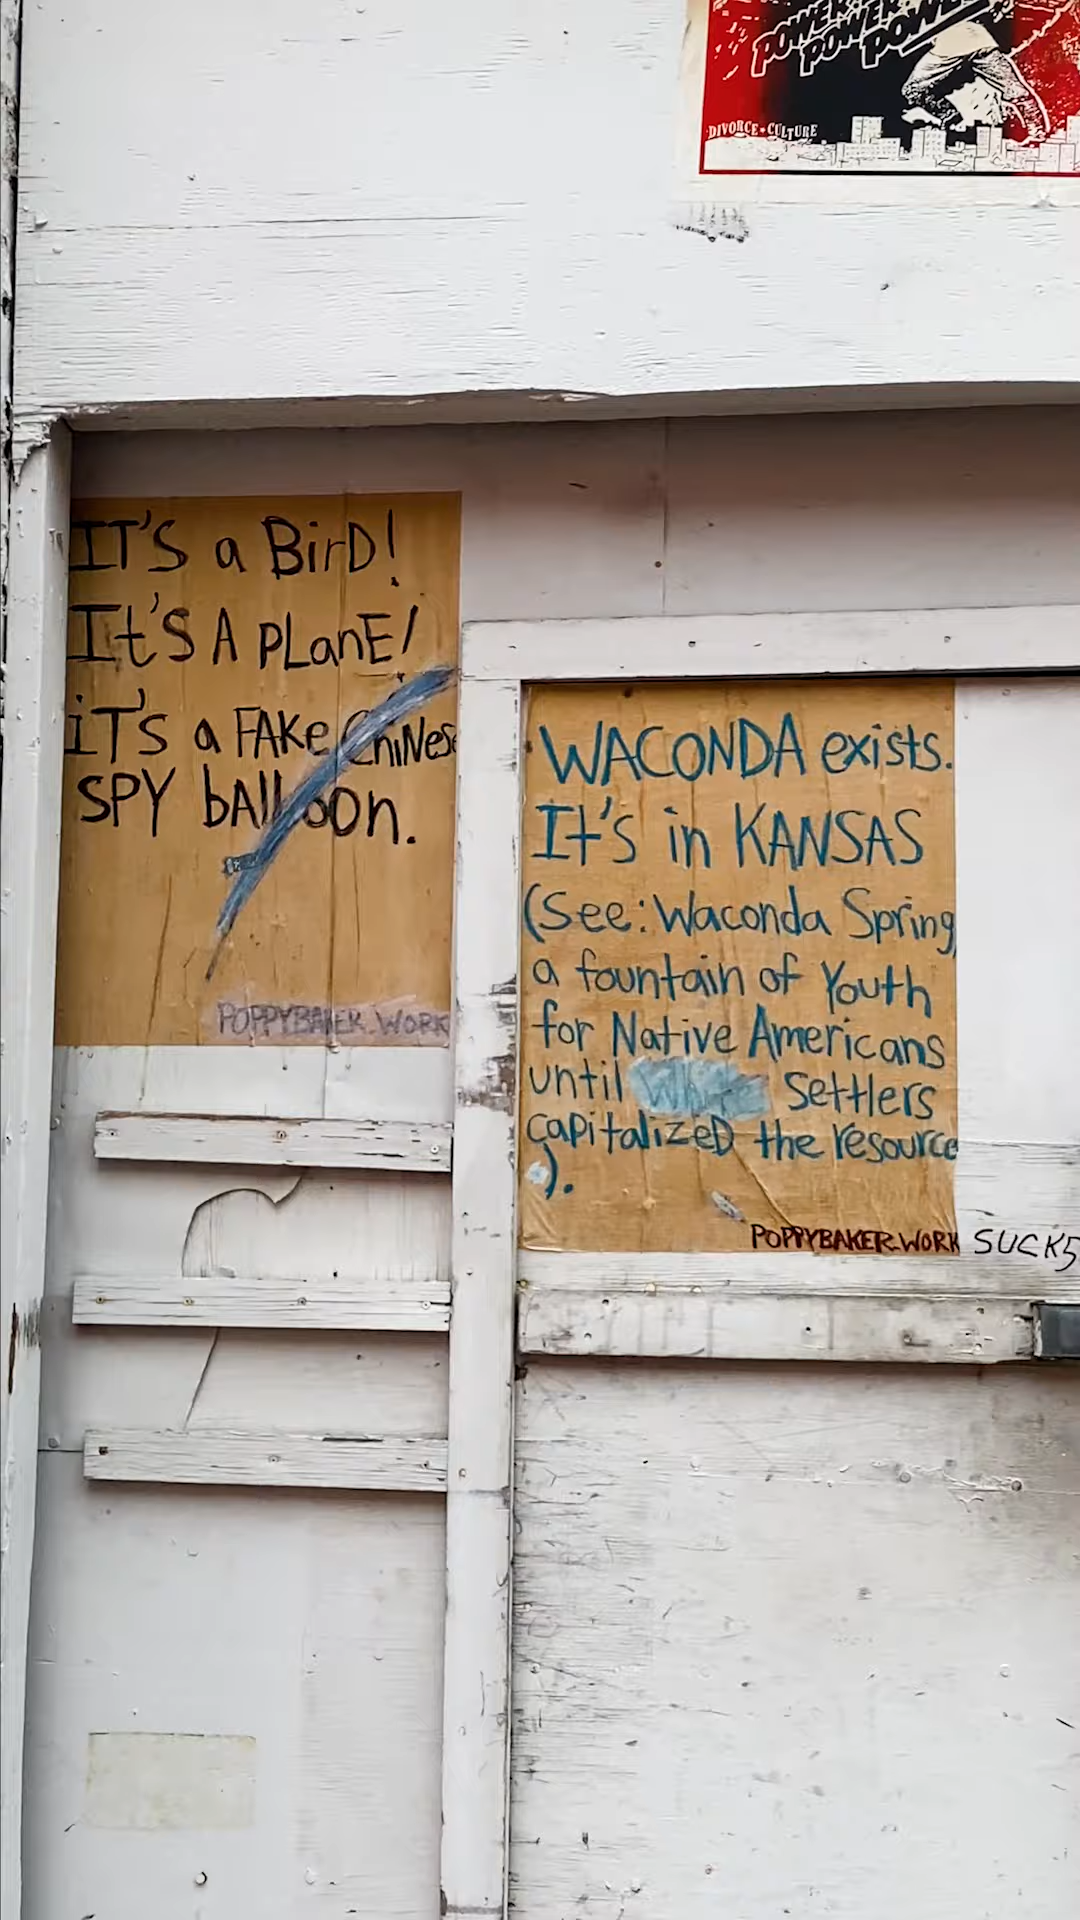 POWER POWER POWER
DIVORCE • CULTURE
IT'S a BirD!
It'S A PLanE!
iT'S a FAKe ChiNese
SPY bAlloon.
POPPYBAKER.WORK
WACONDA exists.
It's in KANSAS
(See: Waconda Spring,
a fountain of Youth
for Native Americans
until White Settlers
capitalizeD the resource
).
POPPYBAKER.WORK SUCKS